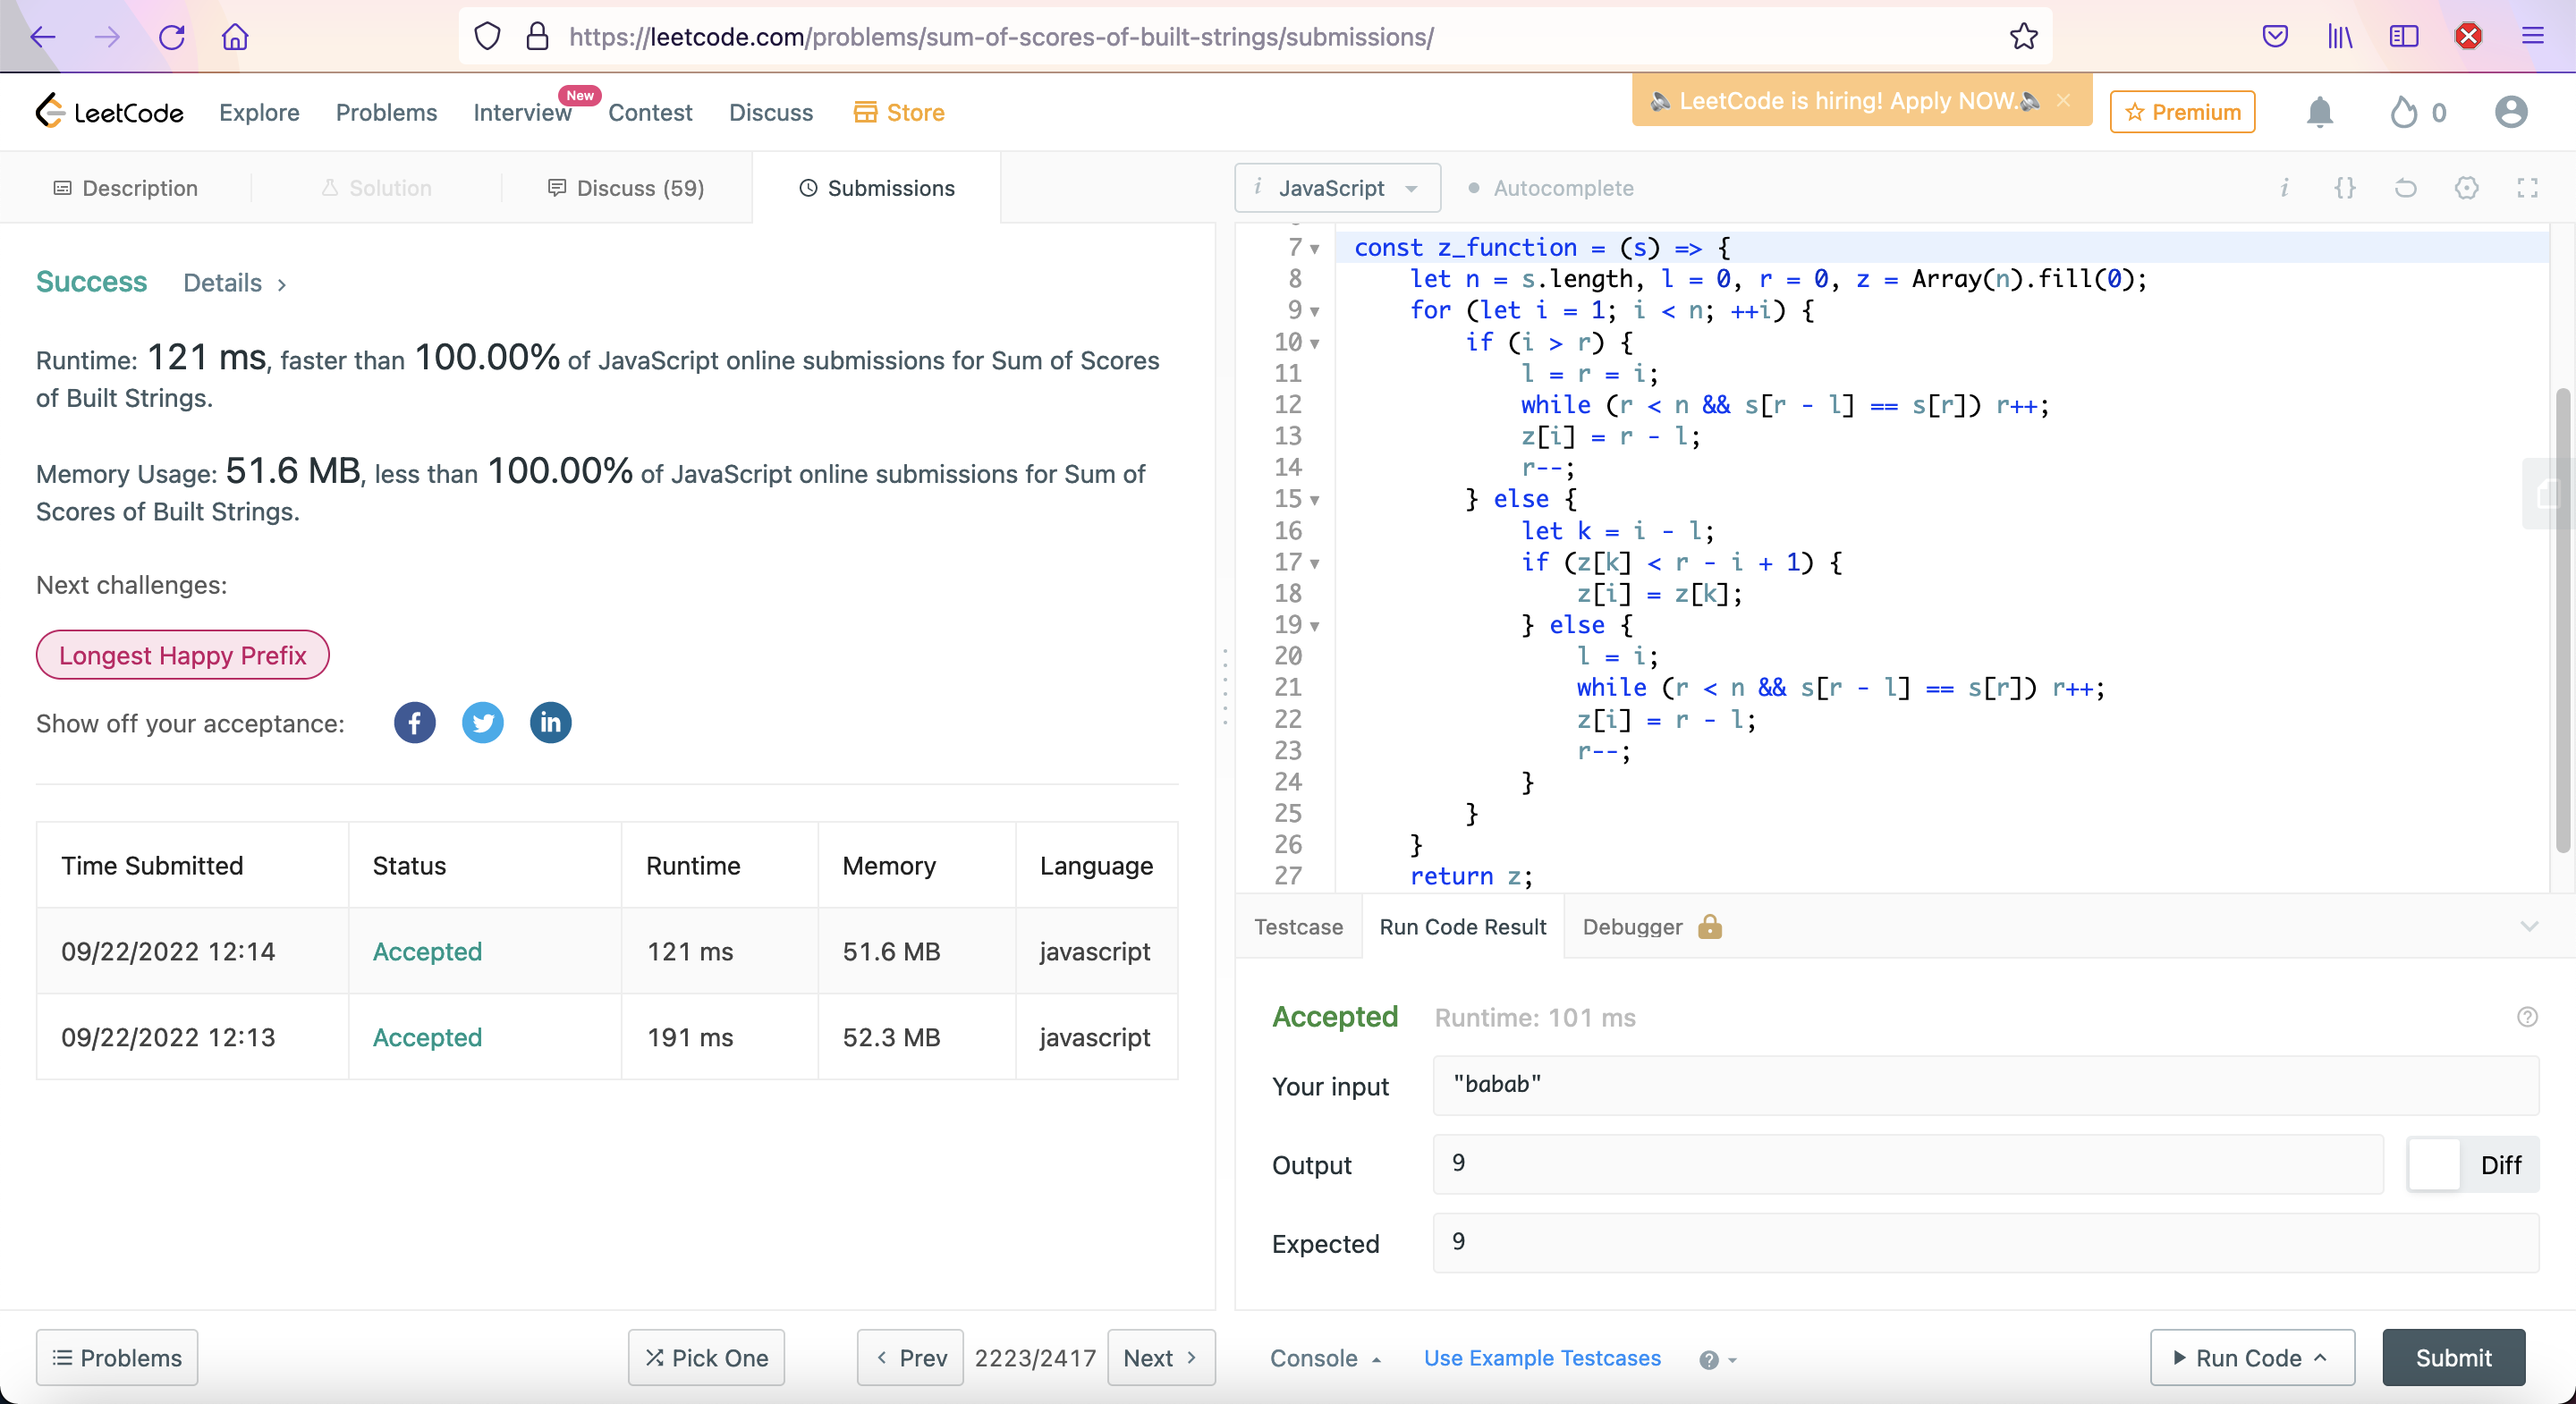 https://leetcode.com/problems/sum-of-scores-of-built-strings/submissions/
LeetCode Explore Problems Interview New Contest Discuss Store LeetCode is hiring! Apply NOW. × Premium 0
Description Solution Discuss (59) Submissions
Success Details >
Runtime: 121 ms, faster than 100.00% of JavaScript online submissions for Sum of Scores
of Built Strings.
Memory Usage: 51.6 MB, less than 100.00% of JavaScript online submissions for Sum of
Scores of Built Strings.
Next challenges:
Longest Happy Prefix
Show off your acceptance: f in
Time Submitted Status Runtime Memory Language
09/22/2022 12:14 Accepted 121 ms 51.6 MB javascript
09/22/2022 12:13 Accepted 191 ms 52.3 MB javascript
Problems Pick One < Prev 2223/2417 Next >
i JavaScript Autocomplete i {}
7 const z_function = (s) => {
8 let n = s.length, l = 0, r = 0, z = Array(n).fill(0);
9 for (let i = 1; i < n; ++i) {
10 if (i > r) {
11 l = r = i;
12 while (r < n && s[r - l] == s[r]) r++;
13 z[i] = r - l;
14 r--;
15 } else {
16 let k = i - l;
17 if (z[k] < r - i + 1) {
18 z[i] = z[k];
19 } else {
20 l = i;
21 while (r < n && s[r - l] == s[r]) r++;
22 z[i] = r - l;
23 r--;
24 }
25 }
26 }
27 return z;
Testcase Run Code Result Debugger
Accepted Runtime: 101 ms ?
Your input "babab"
Output 9 Diff
Expected 9
Console Use Example Testcases ? Run Code Submit